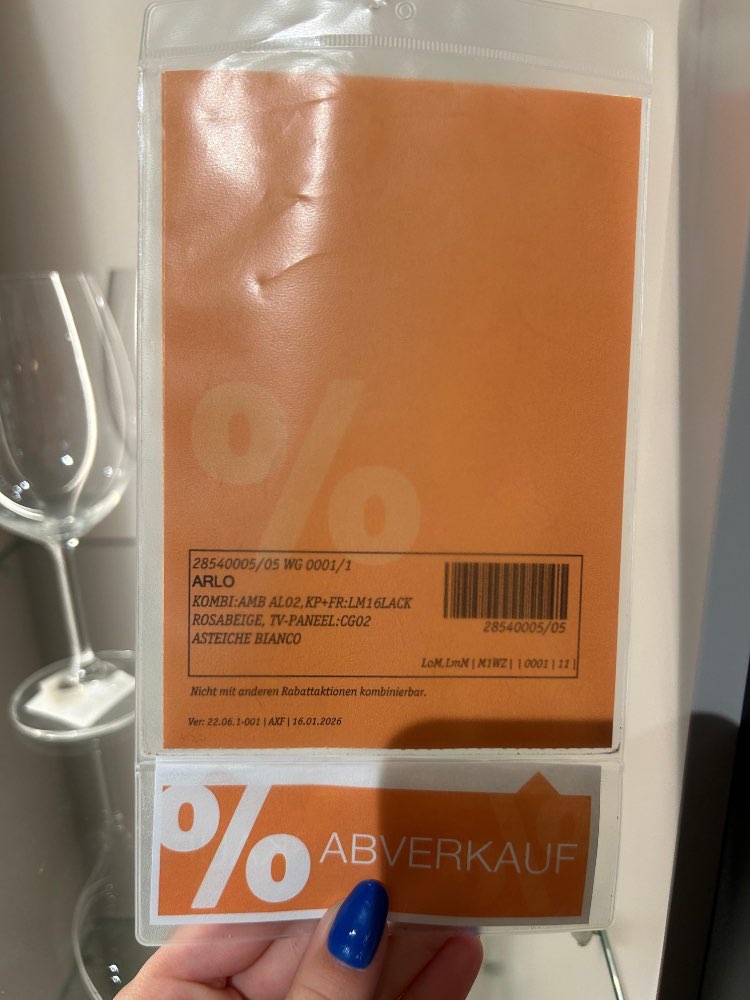 %
28540005/05 WG 0001/1
ARLO
KOMBI:AMB AL02,KP+FR:LM16LACK
ROSABEIGE, TV-PANEEL:CG02
ASTEICHE BIANCO
28540005/05
LoM,LmM | M1WZ | | 0001 | 11 |
Nicht mit anderen Rabattaktionen kombinierbar.
Ver: 22.06.1-001 | AXF | 16.01.2026
% ABVERKAUF